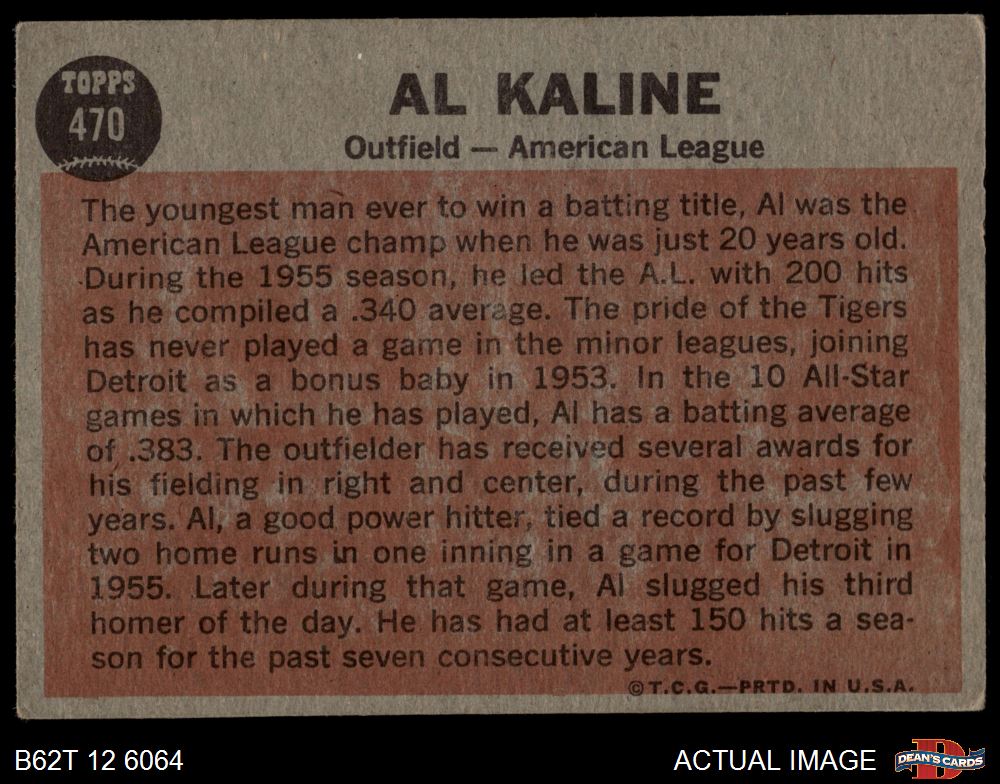 TOPPS
470
AL KALINE
Outfield — American League
The youngest man ever to win a batting title, Al was the
American League champ when he was just 20 years old.
During the 1955 season, he led the A.L. with 200 hits
as he compiled a .340 average. The pride of the Tigers
has never played a game in the minor leagues, joining
Detroit as a bonus baby in 1953. In the 10 All-Star
games in which he has played, Al has a batting average
of .383. The outfielder has received several awards for
his fielding in right and center, during the past few
years. Al, a good power hitter, tied a record by slugging
two home runs in one inning in a game for Detroit in
1955. Later during that game, Al slugged his third
homer of the day. He has had at least 150 hits a sea-
son for the past seven consecutive years.
©T.C.G.—PRTD. IN U.S.A.
B62T 12 6064
ACTUAL IMAGE
D
DEAN'S CARDS